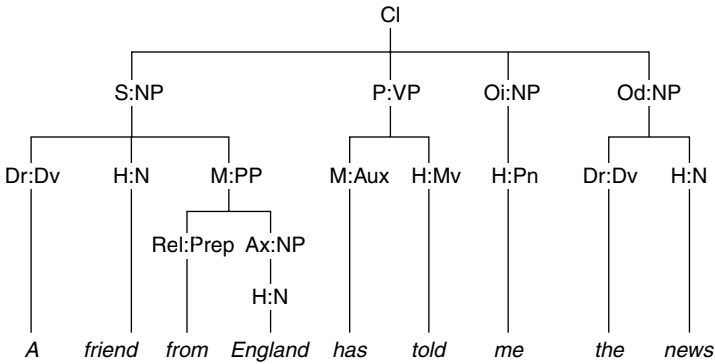 Cl
S:NP P:VP Oi:NP Od:NP
Dr:Dv H:N M:PP M:Aux H:Mv H:Pn Dr:Dv H:N
Rel:Prep Ax:NP
H:N
A friend from England has told me the news